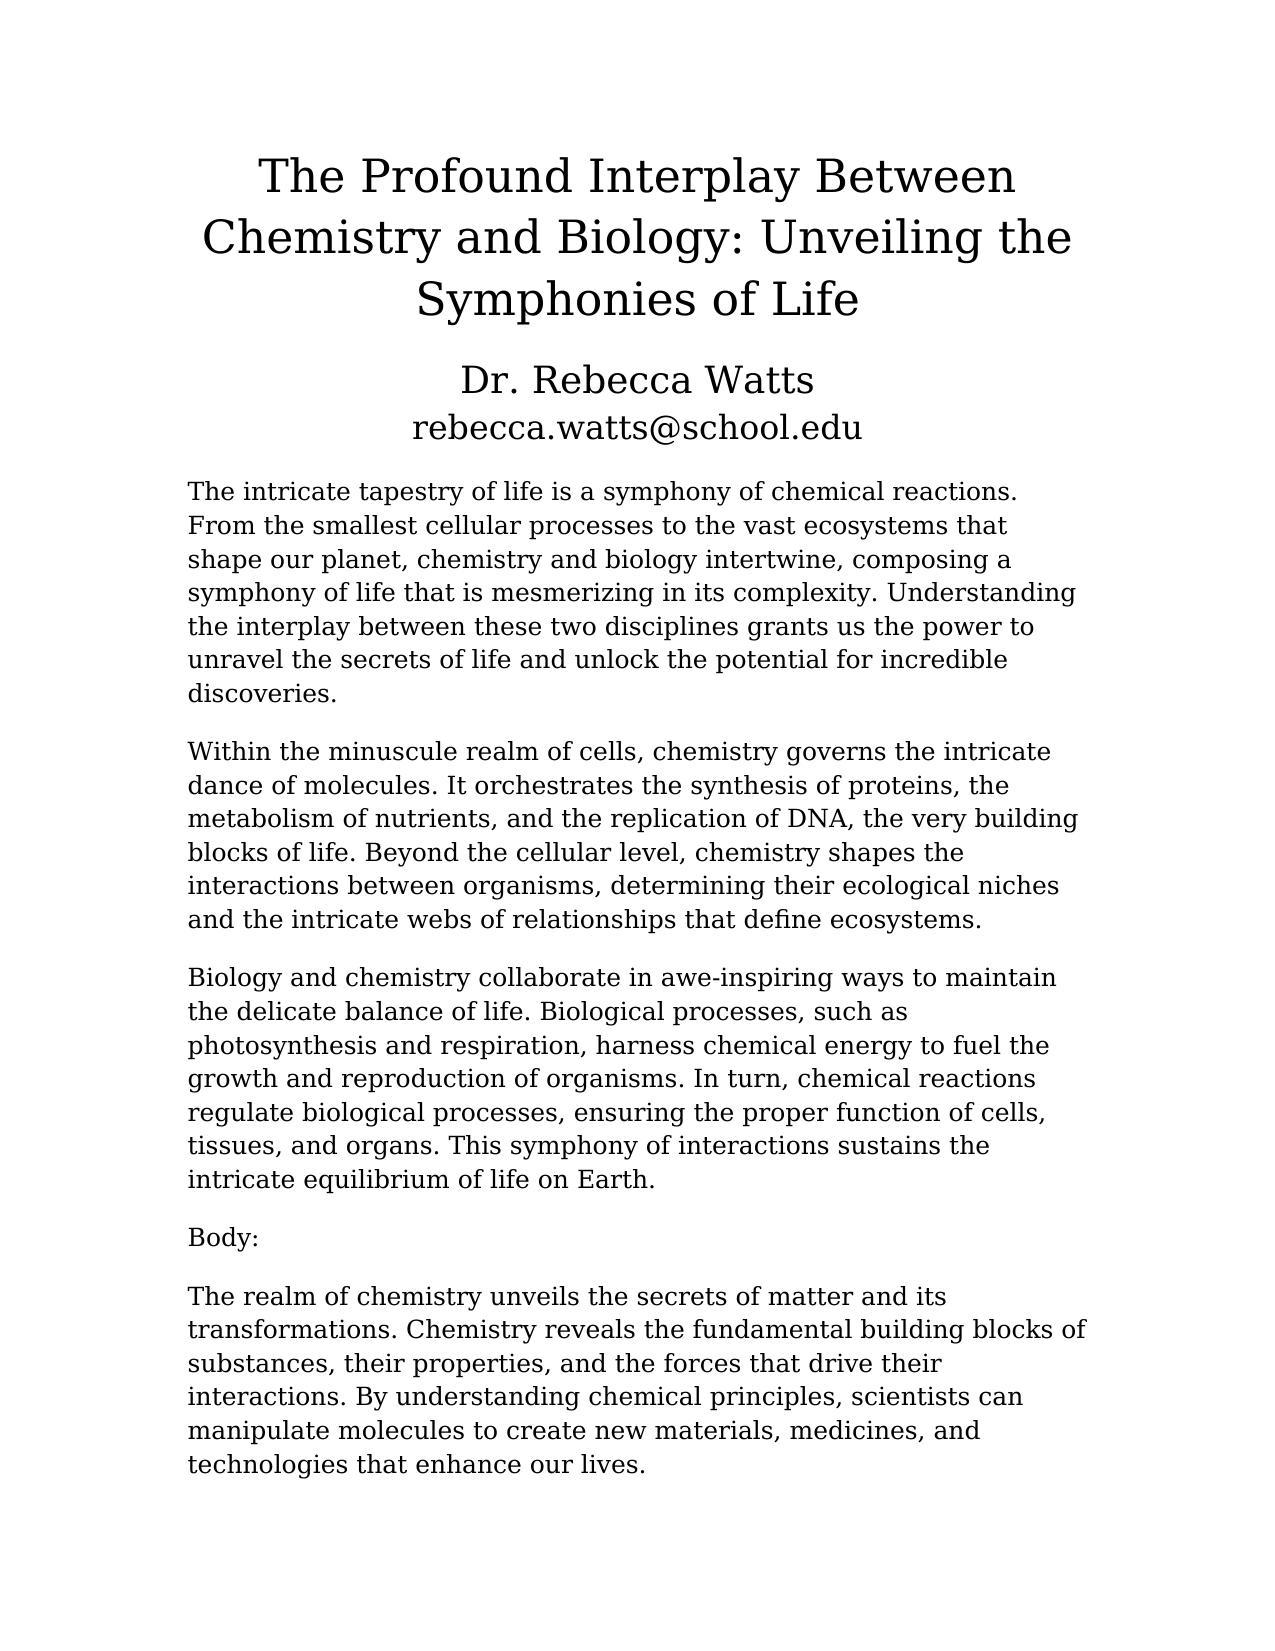 The Profound Interplay Between
Chemistry and Biology: Unveiling the
Symphonies of Life
Dr. Rebecca Watts
rebecca.watts@school.edu
The intricate tapestry of life is a symphony of chemical reactions.
From the smallest cellular processes to the vast ecosystems that
shape our planet, chemistry and biology intertwine, composing a
symphony of life that is mesmerizing in its complexity. Understanding
the interplay between these two disciplines grants us the power to
unravel the secrets of life and unlock the potential for incredible
discoveries.
Within the minuscule realm of cells, chemistry governs the intricate
dance of molecules. It orchestrates the synthesis of proteins, the
metabolism of nutrients, and the replication of DNA, the very building
blocks of life. Beyond the cellular level, chemistry shapes the
interactions between organisms, determining their ecological niches
and the intricate webs of relationships that define ecosystems.
Biology and chemistry collaborate in awe-inspiring ways to maintain
the delicate balance of life. Biological processes, such as
photosynthesis and respiration, harness chemical energy to fuel the
growth and reproduction of organisms. In turn, chemical reactions
regulate biological processes, ensuring the proper function of cells,
tissues, and organs. This symphony of interactions sustains the
intricate equilibrium of life on Earth.
Body:
The realm of chemistry unveils the secrets of matter and its
transformations. Chemistry reveals the fundamental building blocks of
substances, their properties, and the forces that drive their
interactions. By understanding chemical principles, scientists can
manipulate molecules to create new materials, medicines, and
technologies that enhance our lives.